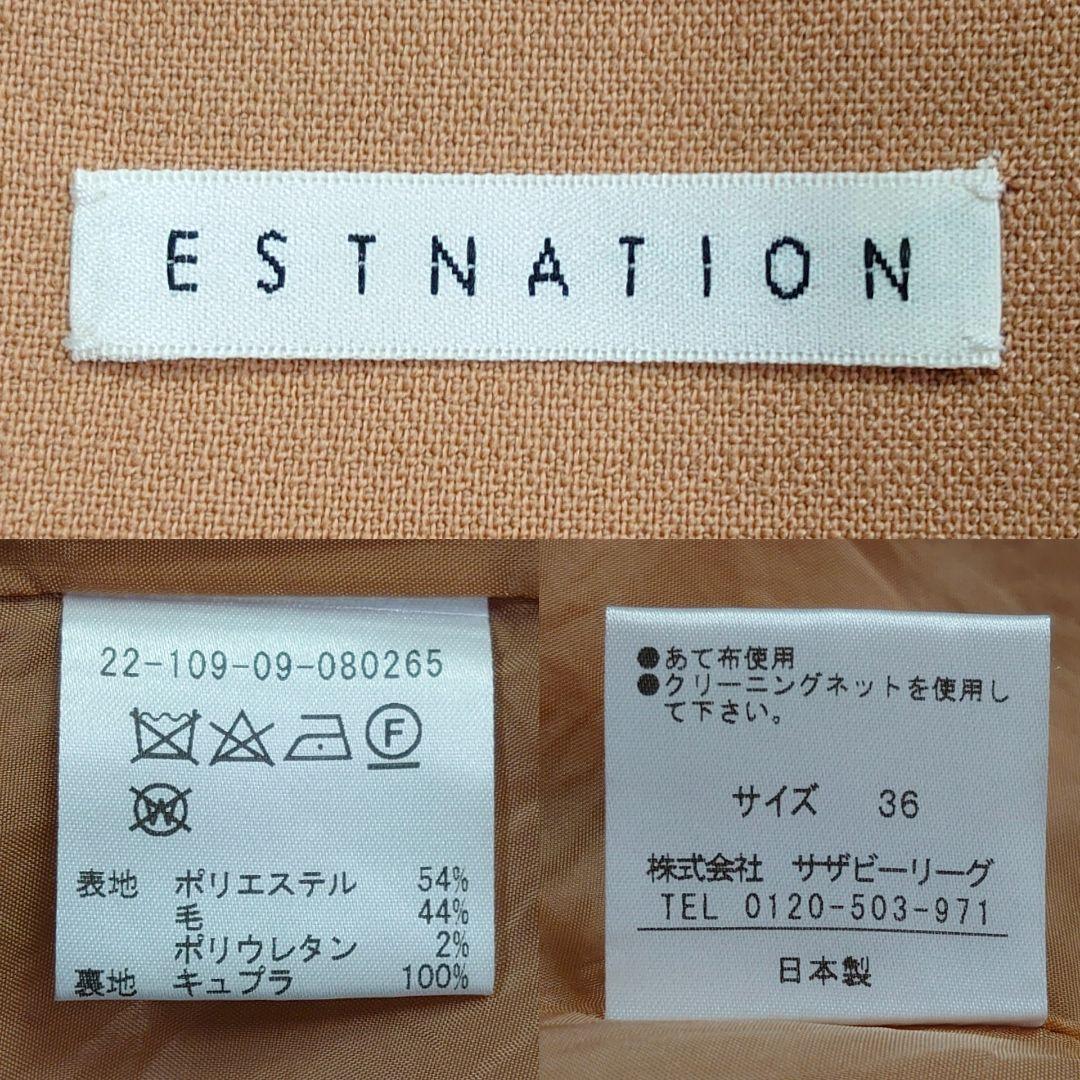 ESTNATION
22-109-09-080265
F
W
表地 ポリエステル 54%
毛 44%
ポリウレタン 2%
裏地 キュプラ 100%
●あて布使用
●クリーニングネットを使用し
て下さい。
サイズ 36
株式会社 サザビーリーグ
TEL 0120-503-971
日本製